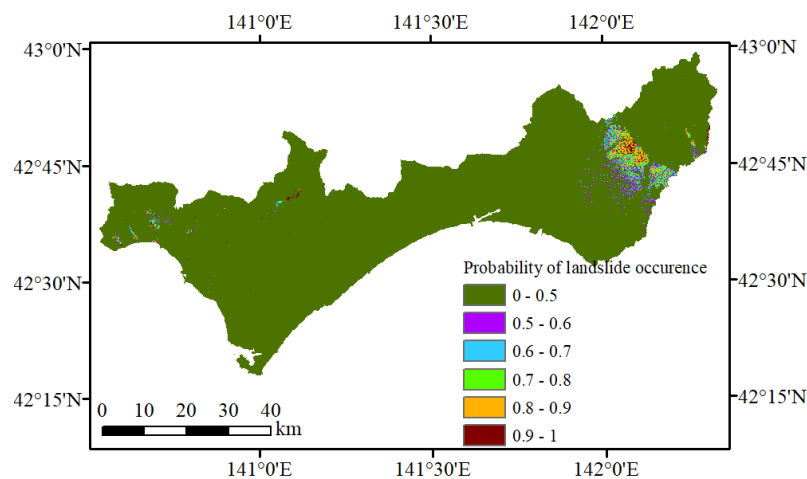 141°0'E 141°30'E 142°0'E
43°0'N 43°0'N
42°45'N 42°45'N
42°30'N 42°30'N
Probability of landslide occurence
0 - 0.5
0.5 - 0.6
0.6 - 0.7
0.7 - 0.8
0.8 - 0.9
0.9 - 1
42°15'N 42°15'N
0 10 20 30 40
km
141°0'E 141°30'E 142°0'E